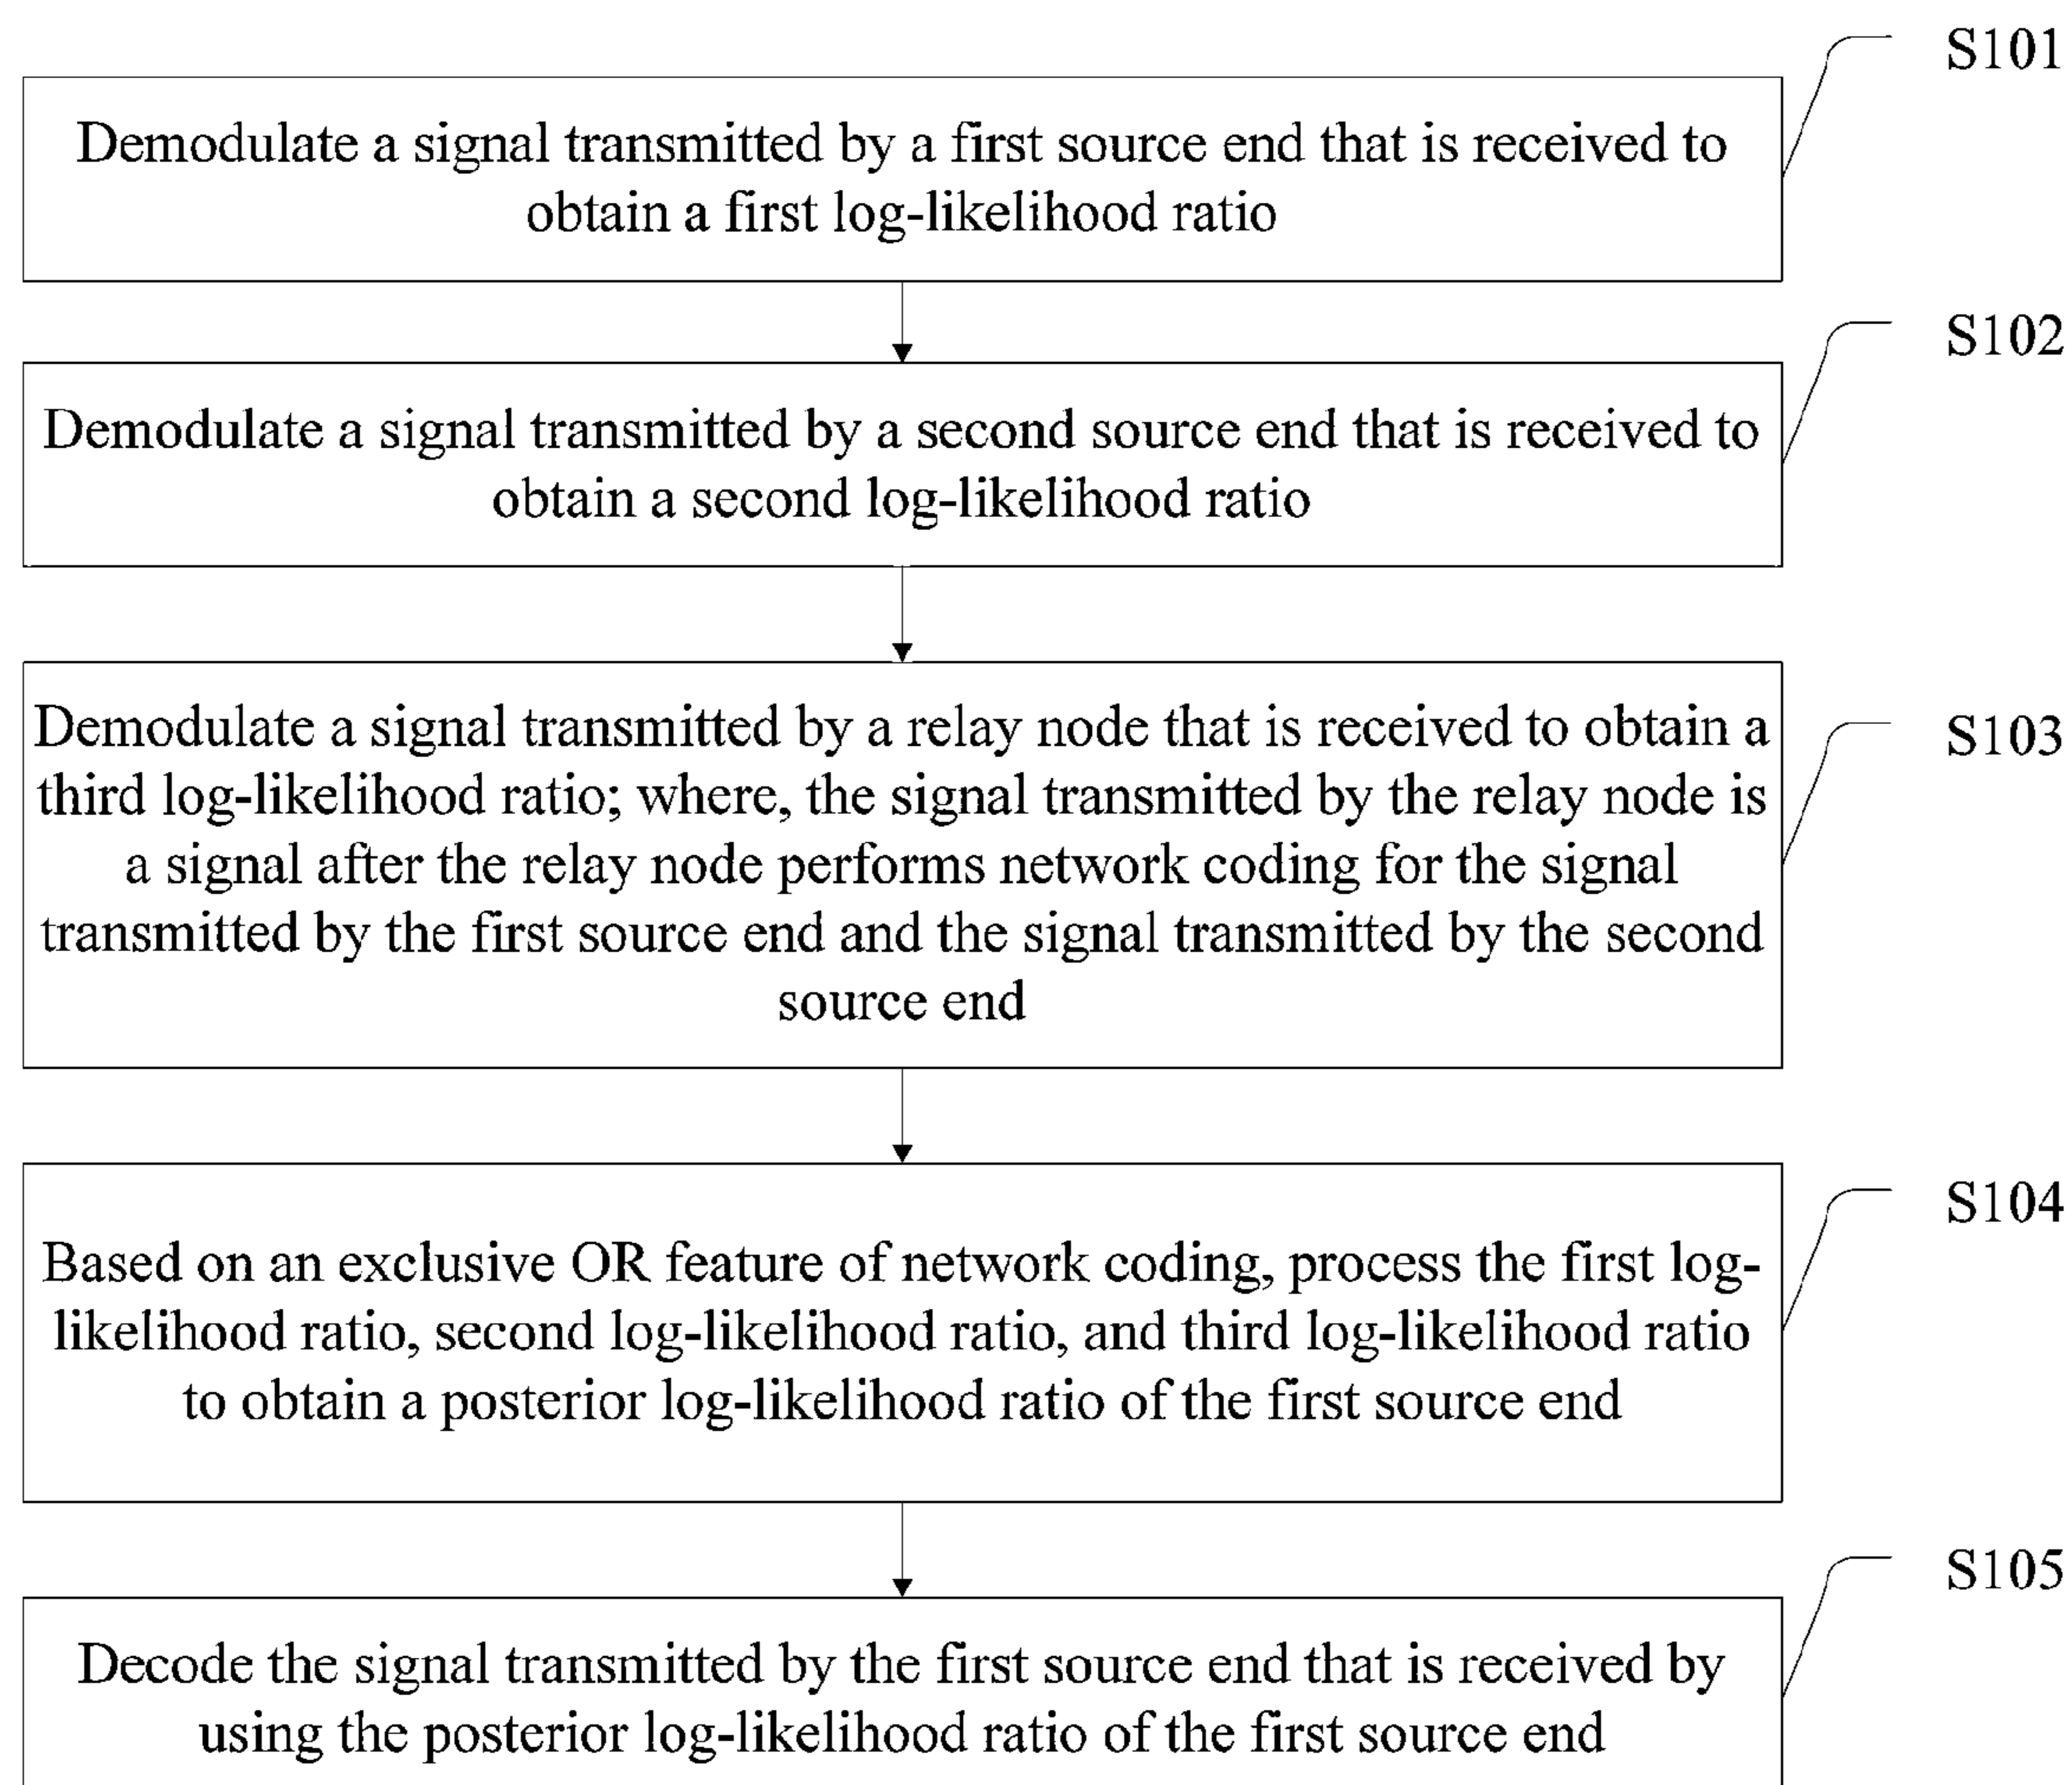 S101
Demodulate a signal transmitted by a first source end that is received to
obtain a first log-likelihood ratio
S102
Demodulate a signal transmitted by a second source end that is received to
obtain a second log-likelihood ratio
S103
Demodulate a signal transmitted by a relay node that is received to obtain a
third log-likelihood ratio; where, the signal transmitted by the relay node is
a signal after the relay node performs network coding for the signal
transmitted by the first source end and the signal transmitted by the second
source end
S104
Based on an exclusive OR feature of network coding, process the first log-
likelihood ratio, second log-likelihood ratio, and third log-likelihood ratio
to obtain a posterior log-likelihood ratio of the first source end
S105
Decode the signal transmitted by the first source end that is received by
using the posterior log-likelihood ratio of the first source end